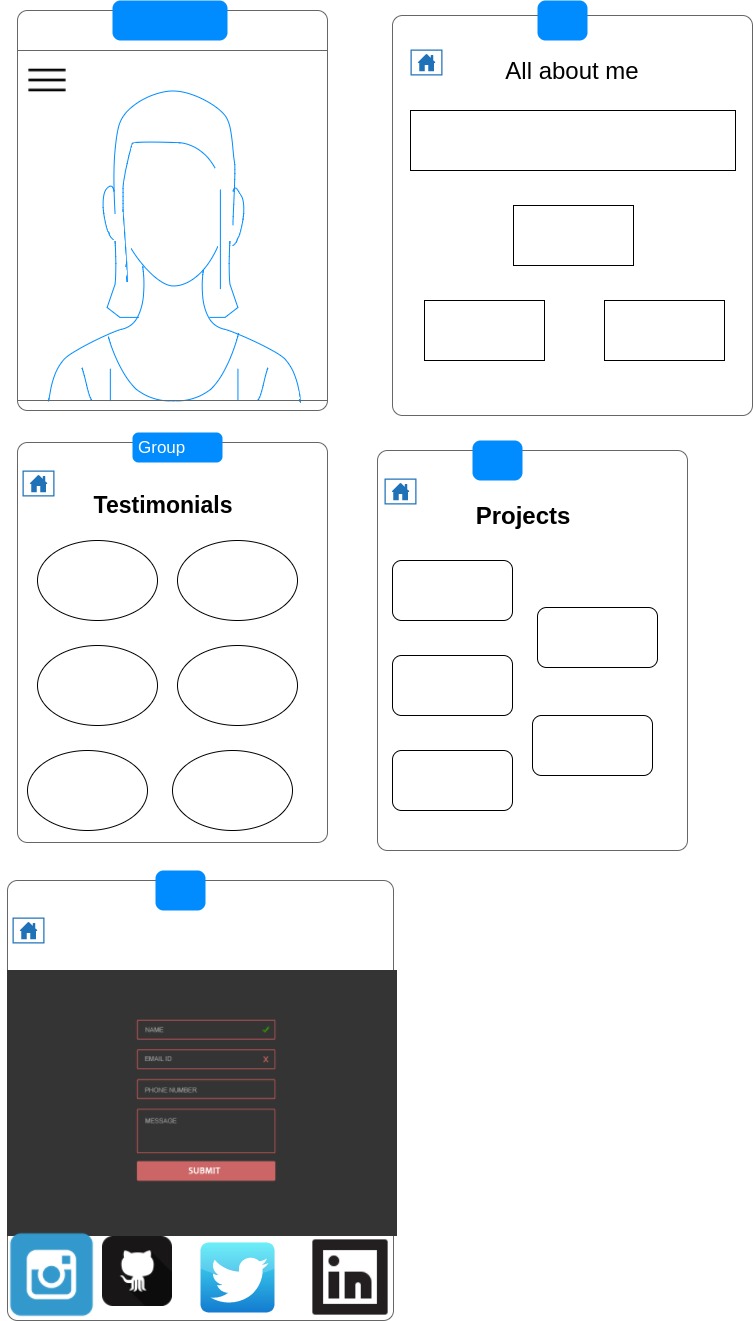 All about me
Group
Testimonials
Projects
NAME
EMAIL ID
X
PHONE NUMBER
MESSAGE
SUBMIT
in